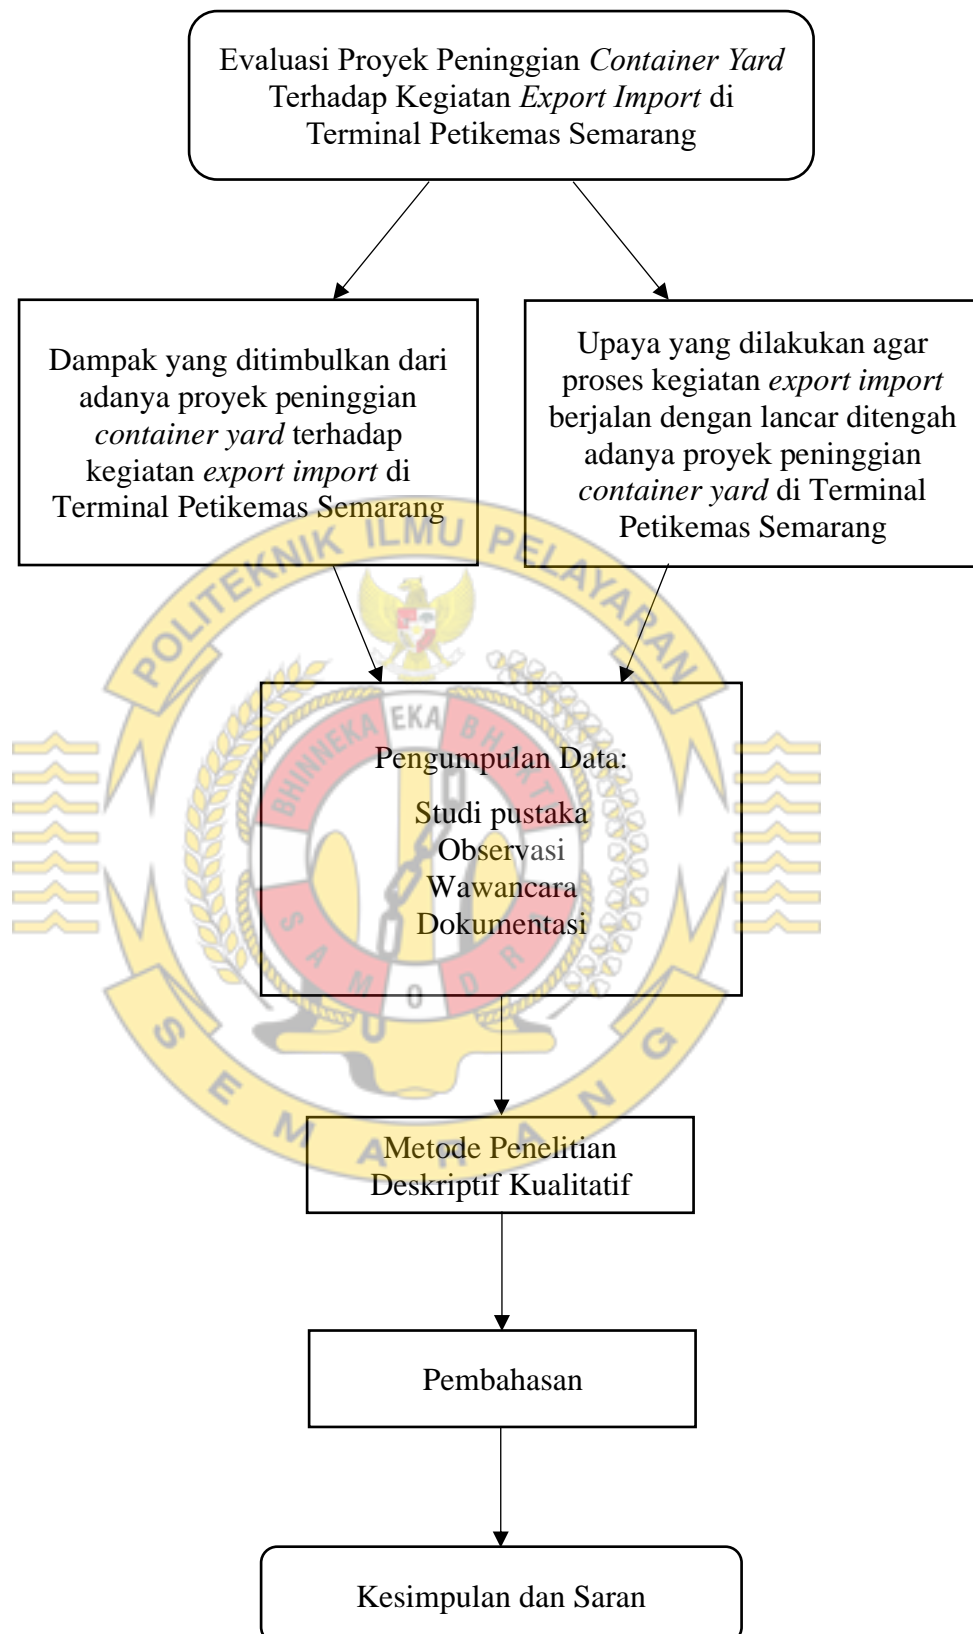 Evaluasi Proyek Peninggian Container Yard
Terhadap Kegiatan Export Import di
Terminal Petikemas Semarang
Dampak yang ditimbulkan dari
adanya proyek peninggian
container yard terhadap
kegiatan export import di
Terminal Petikemas Semarang
Upaya yang dilakukan agar
proses kegiatan export import
berjalan dengan lancar ditengah
adanya proyek peninggian
container yard di Terminal
Petikemas Semarang
POLITEKNIK ILMU PELAYARAN
BHINNEKA EKA BHAKTI
Pengumpulan Data:
Studi pustaka
Observasi
Wawancara
Dokumentasi
SAMODRA
SEMARANG
Metode Penelitian
Deskriptif Kualitatif
Pembahasan
Kesimpulan dan Saran